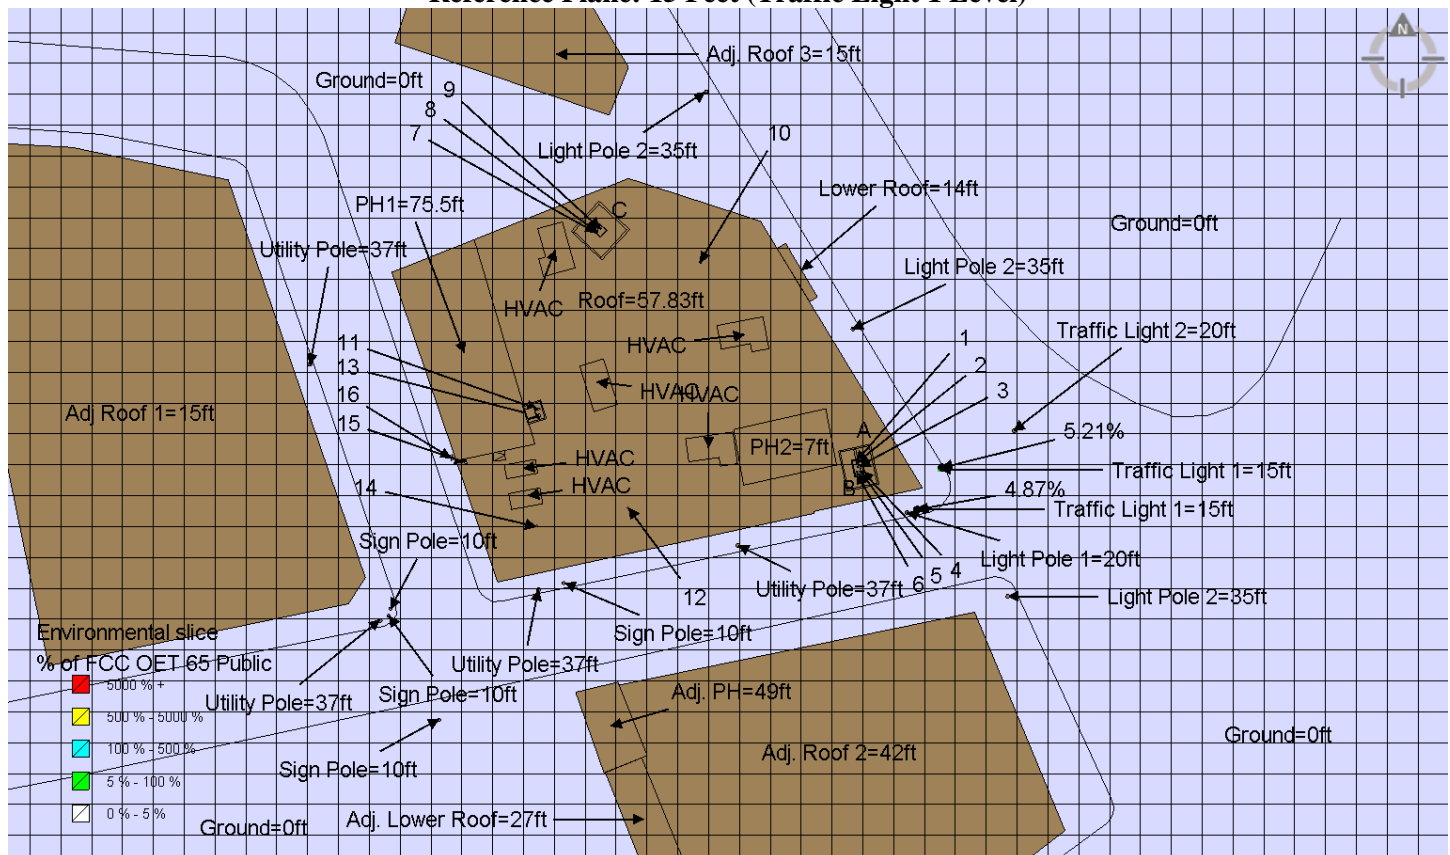 Reference Plane: 15 Feet (Traffic Light 1 Level)
N
Adj. Roof 3=15ft
Ground=0ft
9
8
7
10
Light Pole 2=35ft
Lower Roof=14ft
C
PH1=75.5ft
Ground=0ft
Utility Pole=37ft
Light Pole 2=35ft
HVAC
Roof=57.83ft
Traffic Light 2=20ft
11
HVAC
1
13
2
16
HVAC
HVAC
3
Adj Roof 1=15ft
15
A
5.21%
PH2=7ft
HVAC
Traffic Light 1=15ft
14
HVAC
B
4.87%
Traffic Light 1=15ft
Sign Pole=10ft
Light Pole 1=20ft
6
5
4
Utility Pole=37ft
12
Light Pole 2=35ft
Environmental slice
Sign Pole=10ft
% of FCC OET 65 Public
Utility Pole=37ft
5000 % +
Sign Pole=10ft
Adj. PH=49ft
Utility Pole=37ft
500 % - 5000 %
Ground=0ft
100 % - 500 %
Adj. Roof 2=42ft
Sign Pole=10ft
5 % - 100 %
0 % - 5 %
Ground=0ft
Adj. Lower Roof=27ft